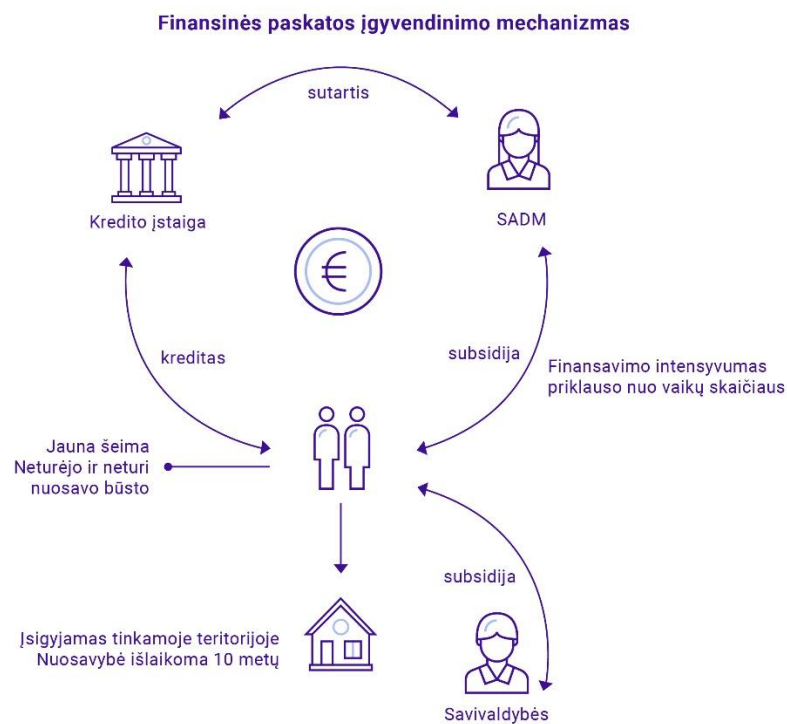 Finansinės paskatos įgyvendinimo mechanizmas
sutartis
Kredito įstaiga
SADM
kreditas
subsidija
Finansavimo intensyvumas
priklauso nuo vaikų skaičiaus
Jauna šeima
Neturėjo ir neturi
nuosavo būsto
subsidija
Įsigyjamas tinkamoje teritorijoje
Nuosavybė išlaikoma 10 metų
Savivaldybės